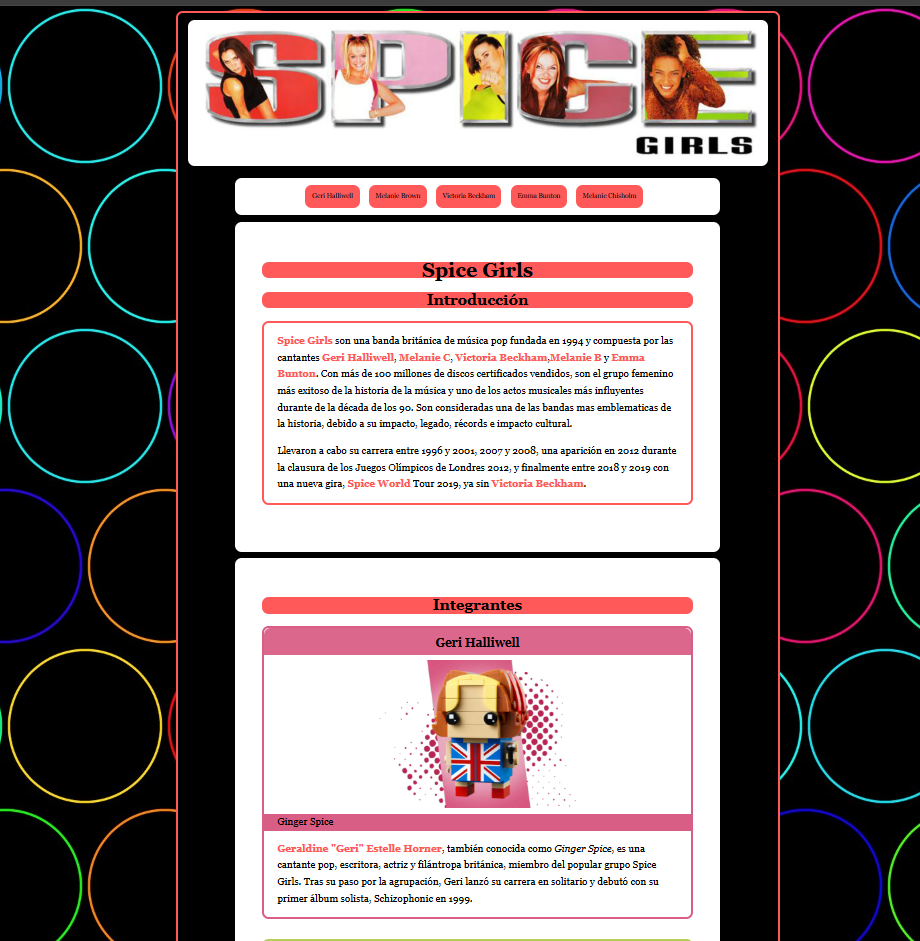 SPICE
GIRLS
Geri Halliwell Melanie Brown Victoria Beckham Emma Bunton Melanie Chisholm
Spice Girls
Introducción
Spice Girls son una banda británica de música pop fundada en 1994 y compuesta por las
cantantes Geri Halliwell, Melanie C, Victoria Beckham,Melanie B y Emma
Bunton. Con más de 100 millones de discos certificados vendidos, son el grupo femenino
más exitoso de la historia de la música y uno de los actos musicales más influyentes
durante de la década de los 90. Son consideradas una de las bandas mas emblematicas de
la historia, debido a su impacto, legado, récords e impacto cultural.
Llevaron a cabo su carrera entre 1996 y 2001, 2007 y 2008, una aparición en 2012 durante
la clausura de los Juegos Olímpicos de Londres 2012, y finalmente entre 2018 y 2019 con
una nueva gira, Spice World Tour 2019, ya sin Victoria Beckham.
Integrantes
Geri Halliwell
Ginger Spice
Geraldine "Geri" Estelle Horner, también conocida como Ginger Spice, es una
cantante pop, escritora, actriz y filántropa británica, miembro del popular grupo Spice
Girls. Tras su paso por la agrupación, Geri lanzó su carrera en solitario y debutó con su
primer álbum solista, Schizophonic en 1999.